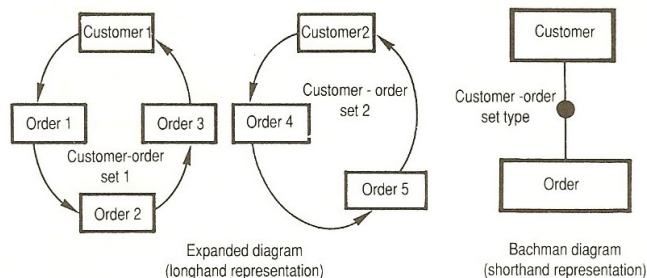 Customer 1
Order 1
Order 3
Customer-order
set 1
Order 2
Customer2
Customer - order
set 2
Order 4
Order 5
Expanded diagram
(longhand representation)
Customer
Customer -order
set type
Order
Bachman diagram
(shorthand representation)